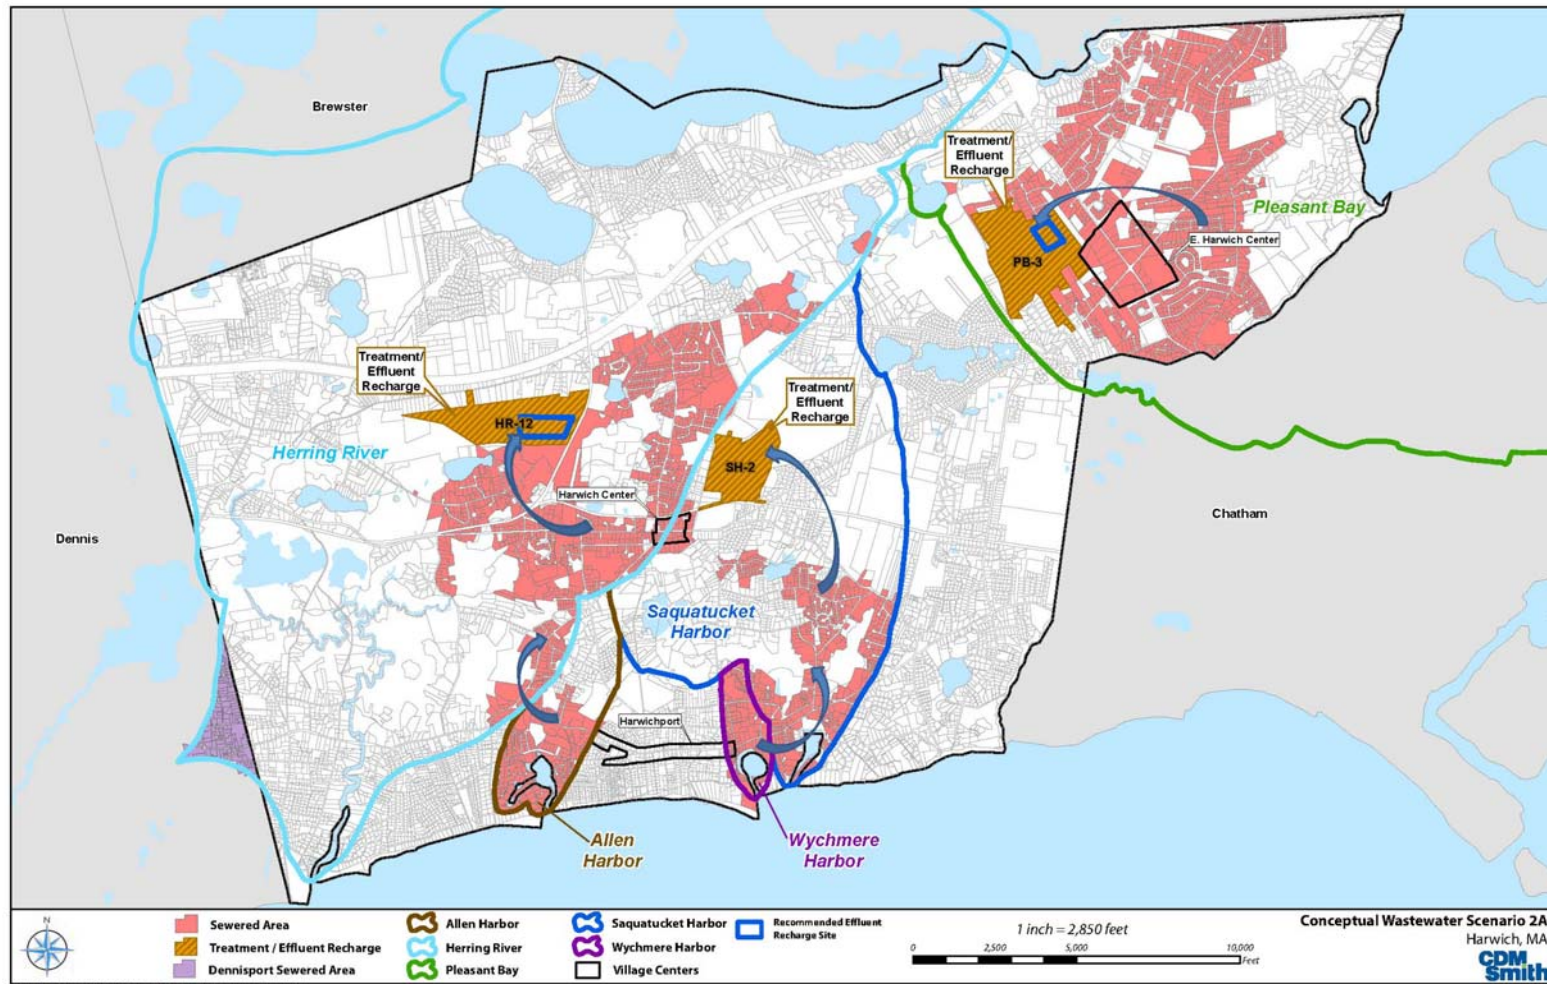 Brewster
Treatment/
Effluent
Recharge
Pleasant Bay
E. Harwich Center
PB-3
Treatment/
Effluent
Recharge
Treatment/
Effluent
Recharge
HR-12
Herring River
SH-2
Harwich Center
Chatham
Dennis
Saquatucket
Harbor
Harwichport
Allen
Harbor
Wychmere
Harbor
N
Sewered Area
Treatment / Effluent Recharge
Dennisport Sewered Area
Allen Harbor
Herring River
Pleasant Bay
Saquatucket Harbor
Wychmere Harbor
Village Centers
Recommended Effluent
Recharge Site
1 inch = 2,850 feet
0 2,500 5,000 10,000
Feet
Conceptual Wastewater Scenario 2A
Harwich, MA
CDM
Smith